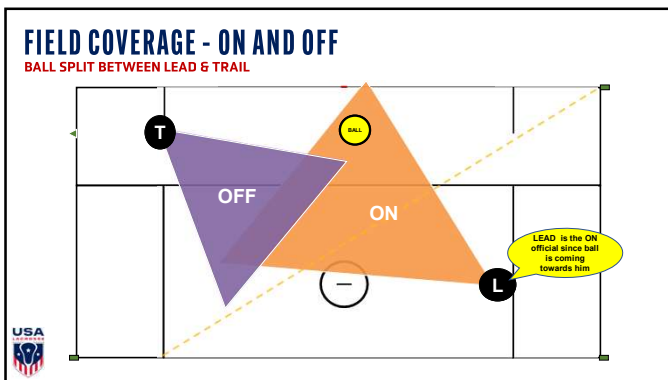 FIELD COVERAGE - ON AND OFF
BALL SPLIT BETWEEN LEAD & TRAIL
T
BALL
OFF
ON
LEAD is the ON
official since ball
is coming
towards him
L
USA
LACROSSE